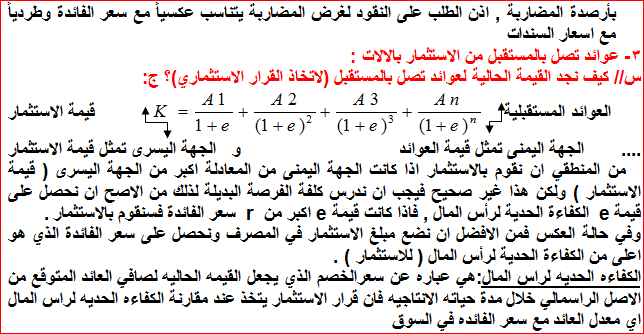 بأرصدة المضاربة , اذن الطلب على النقود لغرض المضاربة يتناسب عكسياً مع سعر الفائدة وطردياً
مع اسعار السندات
٣- عوائد تصل بالمستقبل من الاستثمار بالالات :
س// كيف نجد القيمة الحالية لعوائد تصل بالمستقبل (لاتخاذ القرار الاستثماري)؟ ج:
العوائد المستقبلية K = A1/(1+e) + A2/(1+e)^2 + A3/(1+e)^3 + An/(1+e)^n قيمة الاستثمار
.... الجهة اليمنى تمثل قيمة العوائد و الجهة اليسرى تمثل قيمة الاستثمار
من المنطقي ان نقوم بالاستثمار اذا كانت الجهة اليمنى من المعادلة اكبر من الجهة اليسرى ( قيمة
الاستثمار ) ولكن هذا غير صحيح فيجب ان ندرس كلفة الفرصة البديلة لذلك من الاصح ان نحصل على
قيمة e الكفاءة الحدية لرأس المال , فاذا كانت قيمة e اكبر من r سعر الفائدة فسنقوم بالاستثمار .
وفي حالة العكس فمن الافضل ان نضع مبلغ الاستثمار في المصرف ونحصل على سعر الفائدة الذي هو
اعلى من الكفاءة الحدية لرأس المال ( للاستثمار ) .
الكفاءه الحديه لراس المال:هي عباره عن سعرالخصم الذي يجعل القيمه الحاليه لصافي العائد المتوقع من
الاصل الراسمالي خلال مدة حياته الانتاجيه فان قرار الاستثمار يتخذ عند مقارنة الكفاءه الحديه لراس المال
اي معدل العائد مع سعر الفائده في السوق